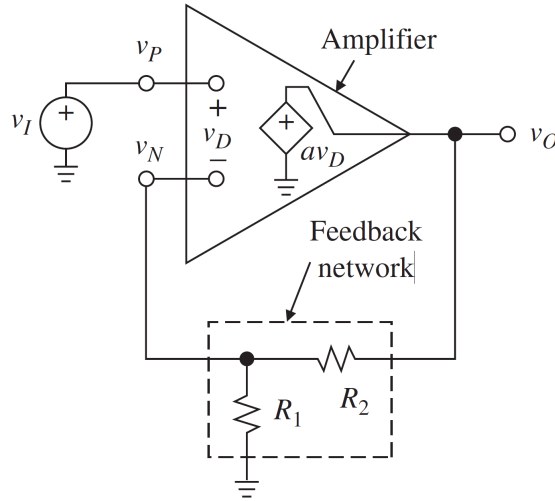 Amplifier
v_P
+
+
v_I
v_N
v_D
+
−
av_D
v_O
Feedback
network
R_1
R_2